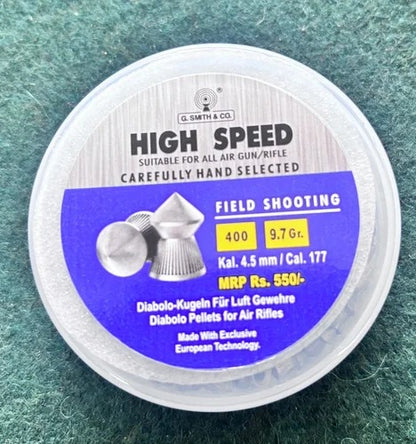 ®
G. SMITH & CO.
HIGH SPEED
SUITABLE FOR ALL AIR GUN/RIFLE
CAREFULLY HAND SELECTED
FIELD SHOOTING
400 9.7 Gr.
Kal. 4.5 mm / Cal. 177
MRP Rs. 550/-
Diabolo-Kugeln Für Luft Gewehre
Diabolo Pellets for Air Rifles
Made With Exclusive
European Technology.